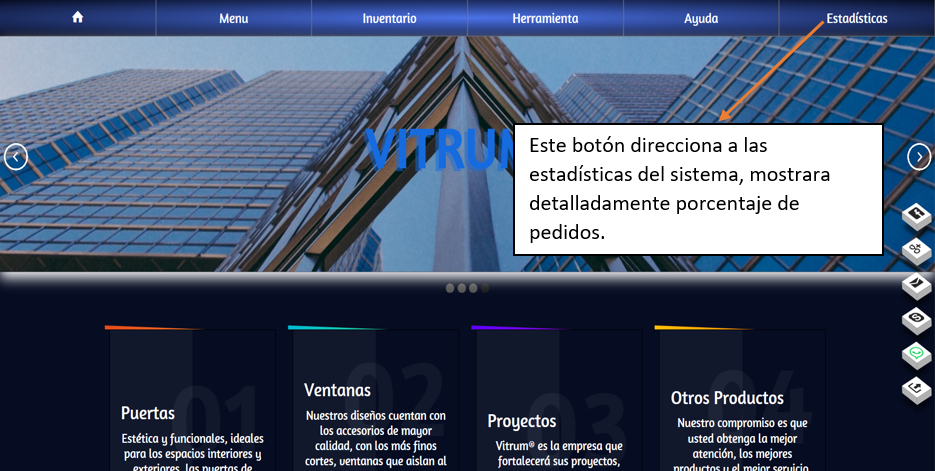 Menu
Inventario
Herramienta
Ayuda
Estadísticas
VITRUM
Este botón direcciona a las
estadísticas del sistema, mostrara
detalladamente porcentaje de
pedidos.
01
Puertas
Estética y funcionales, ideales
para los espacios interiores y
exteriores, las puertas de
02
Ventanas
Nuestros diseños cuentan con
los accesorios de mayor
calidad, con los más finos
cortes, ventanas que aislan al
03
Proyectos
Vitrum® es la empresa que
fortalecerá sus proyectos,
04
Otros Productos
Nuestro compromiso es que
usted obtenga la mejor
atención, los mejores
productos y el mejor servicio